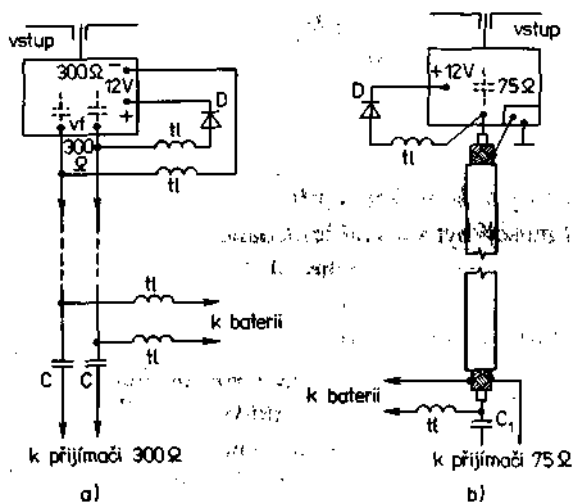 vstup
300Ω −
12V
+
vf
D
300
Ω
tl
tl
tl
k baterii
tl
C C
k přijímači 300Ω
a)
b)
vstup
+12V
75Ω
D
tl
k baterii
tl
C1
k přijímači 75Ω